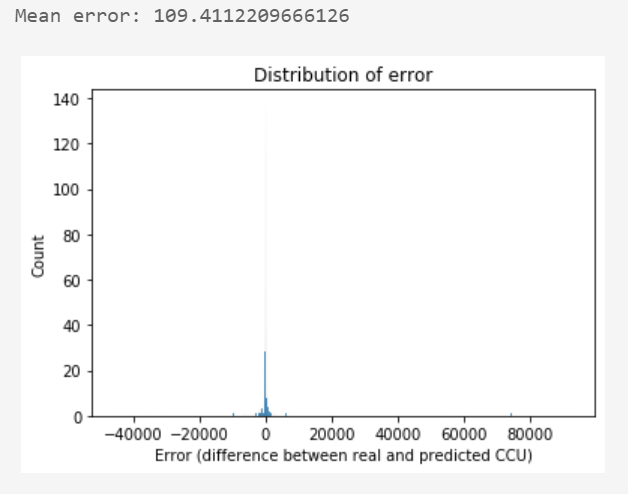 Mean error: 109.4112209666126
Distribution of error
140
120
100
80
60
40
20
0
Count
−40000 −20000 0 20000 40000 60000 80000
Error (difference between real and predicted CCU)